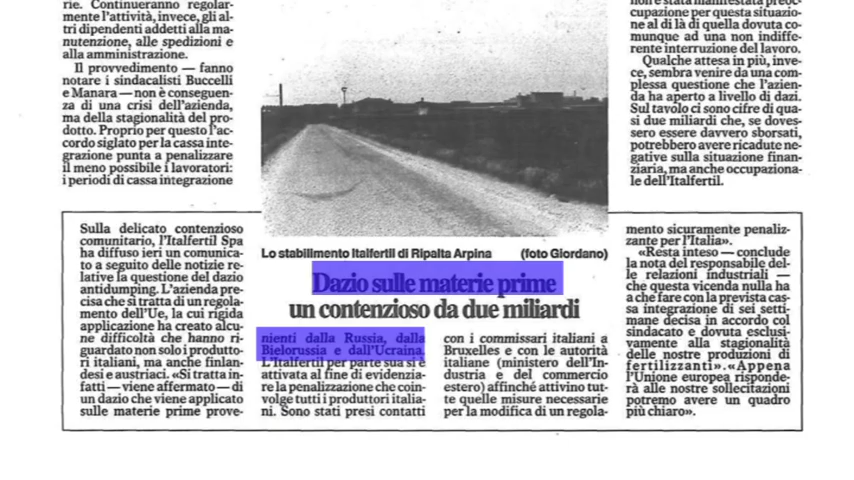 rie. Continueranno regolar-
mente l'attività, invece, gli al-
tri dipendenti addetti alla ma-
nutenzione, alle spedizioni e
alla amministrazione.
Il provvedimento — fanno
notare i sindacalisti Buccelli
e Manara — non è conseguen-
za di una crisi dell'azienda,
ma della stagionalità del pro-
dotto. Proprio per questo l'ac-
cordo siglato per la cassa inte-
grazione punta a penalizzare
il meno possibile i lavoratori:
i periodi di cassa integrazione
non è stata manifestata preoc-
cupazione per questa situazio-
ne al di là di quella dovuta co-
munque ad una non indiffe-
rente interruzione del lavoro.
Qualche attesa in più, inve-
ce, sembra venire da una com-
plessa questione che l'azien-
da ha aperto a livello di dazi.
Sul tavolo ci sono cifre di qua-
si due miliardi che, se doves-
sero essere davvero sborsati,
potrebbero avere ricadute ne-
gative sulla situazione finan-
ziaria, ma anche occupaziona-
le dell'Italfertil.
Lo stabilimento Italfertil di Ripalta Arpina (foto Giordano)
Dazio sulle materie prime
un contenzioso da due miliardi
Sulla delicato contenzioso
comunitario, l'Italfertil Spa
ha diffuso ieri un comunica-
to a seguito delle notizie re-
lative la questione del dazio
antidumping. L'azienda pre-
cisa che si tratta di un regola-
mento dell'Ue, la cui rigida
applicazione ha creato alcu-
ne difficoltà che hanno ri-
guardato non solo i produtto-
ri italiani, ma anche finlan-
desi e austriaci. «Si tratta in-
fatti — viene affermato — di
un dazio che viene applicato
sulle materie prime prove-
nienti dalla Russia, dalla
Bielorussia e dall'Ucraina.
L'Italfertil per parte sua si è
attivata al fine di evidenzia-
re la penalizzazione che coin-
volge tutti i produttori italia-
ni. Sono stati presi contatti
con i commissari italiani a
Bruxelles e con le autorità
italiane (ministero dell'In-
dustria e del commercio
estero) affinché attivino tut-
te quelle misure necessarie
per la modifica di un regola-
mento sicuramente penaliz-
zante per l'Italia».
«Resta inteso — conclude
la nota del responsabile del-
le relazioni industriali —
che questa vicenda nulla ha
a che fare con la prevista cas-
sa integrazione di sei setti-
mane decisa in accordo col
sindacato e dovuta esclusi-
vamente alla stagionalità
delle nostre produzioni di
fertilizzanti».«Appena
l'Unione europea risponde-
rà alle nostre sollecitazioni
potremo avere un quadro
più chiaro».